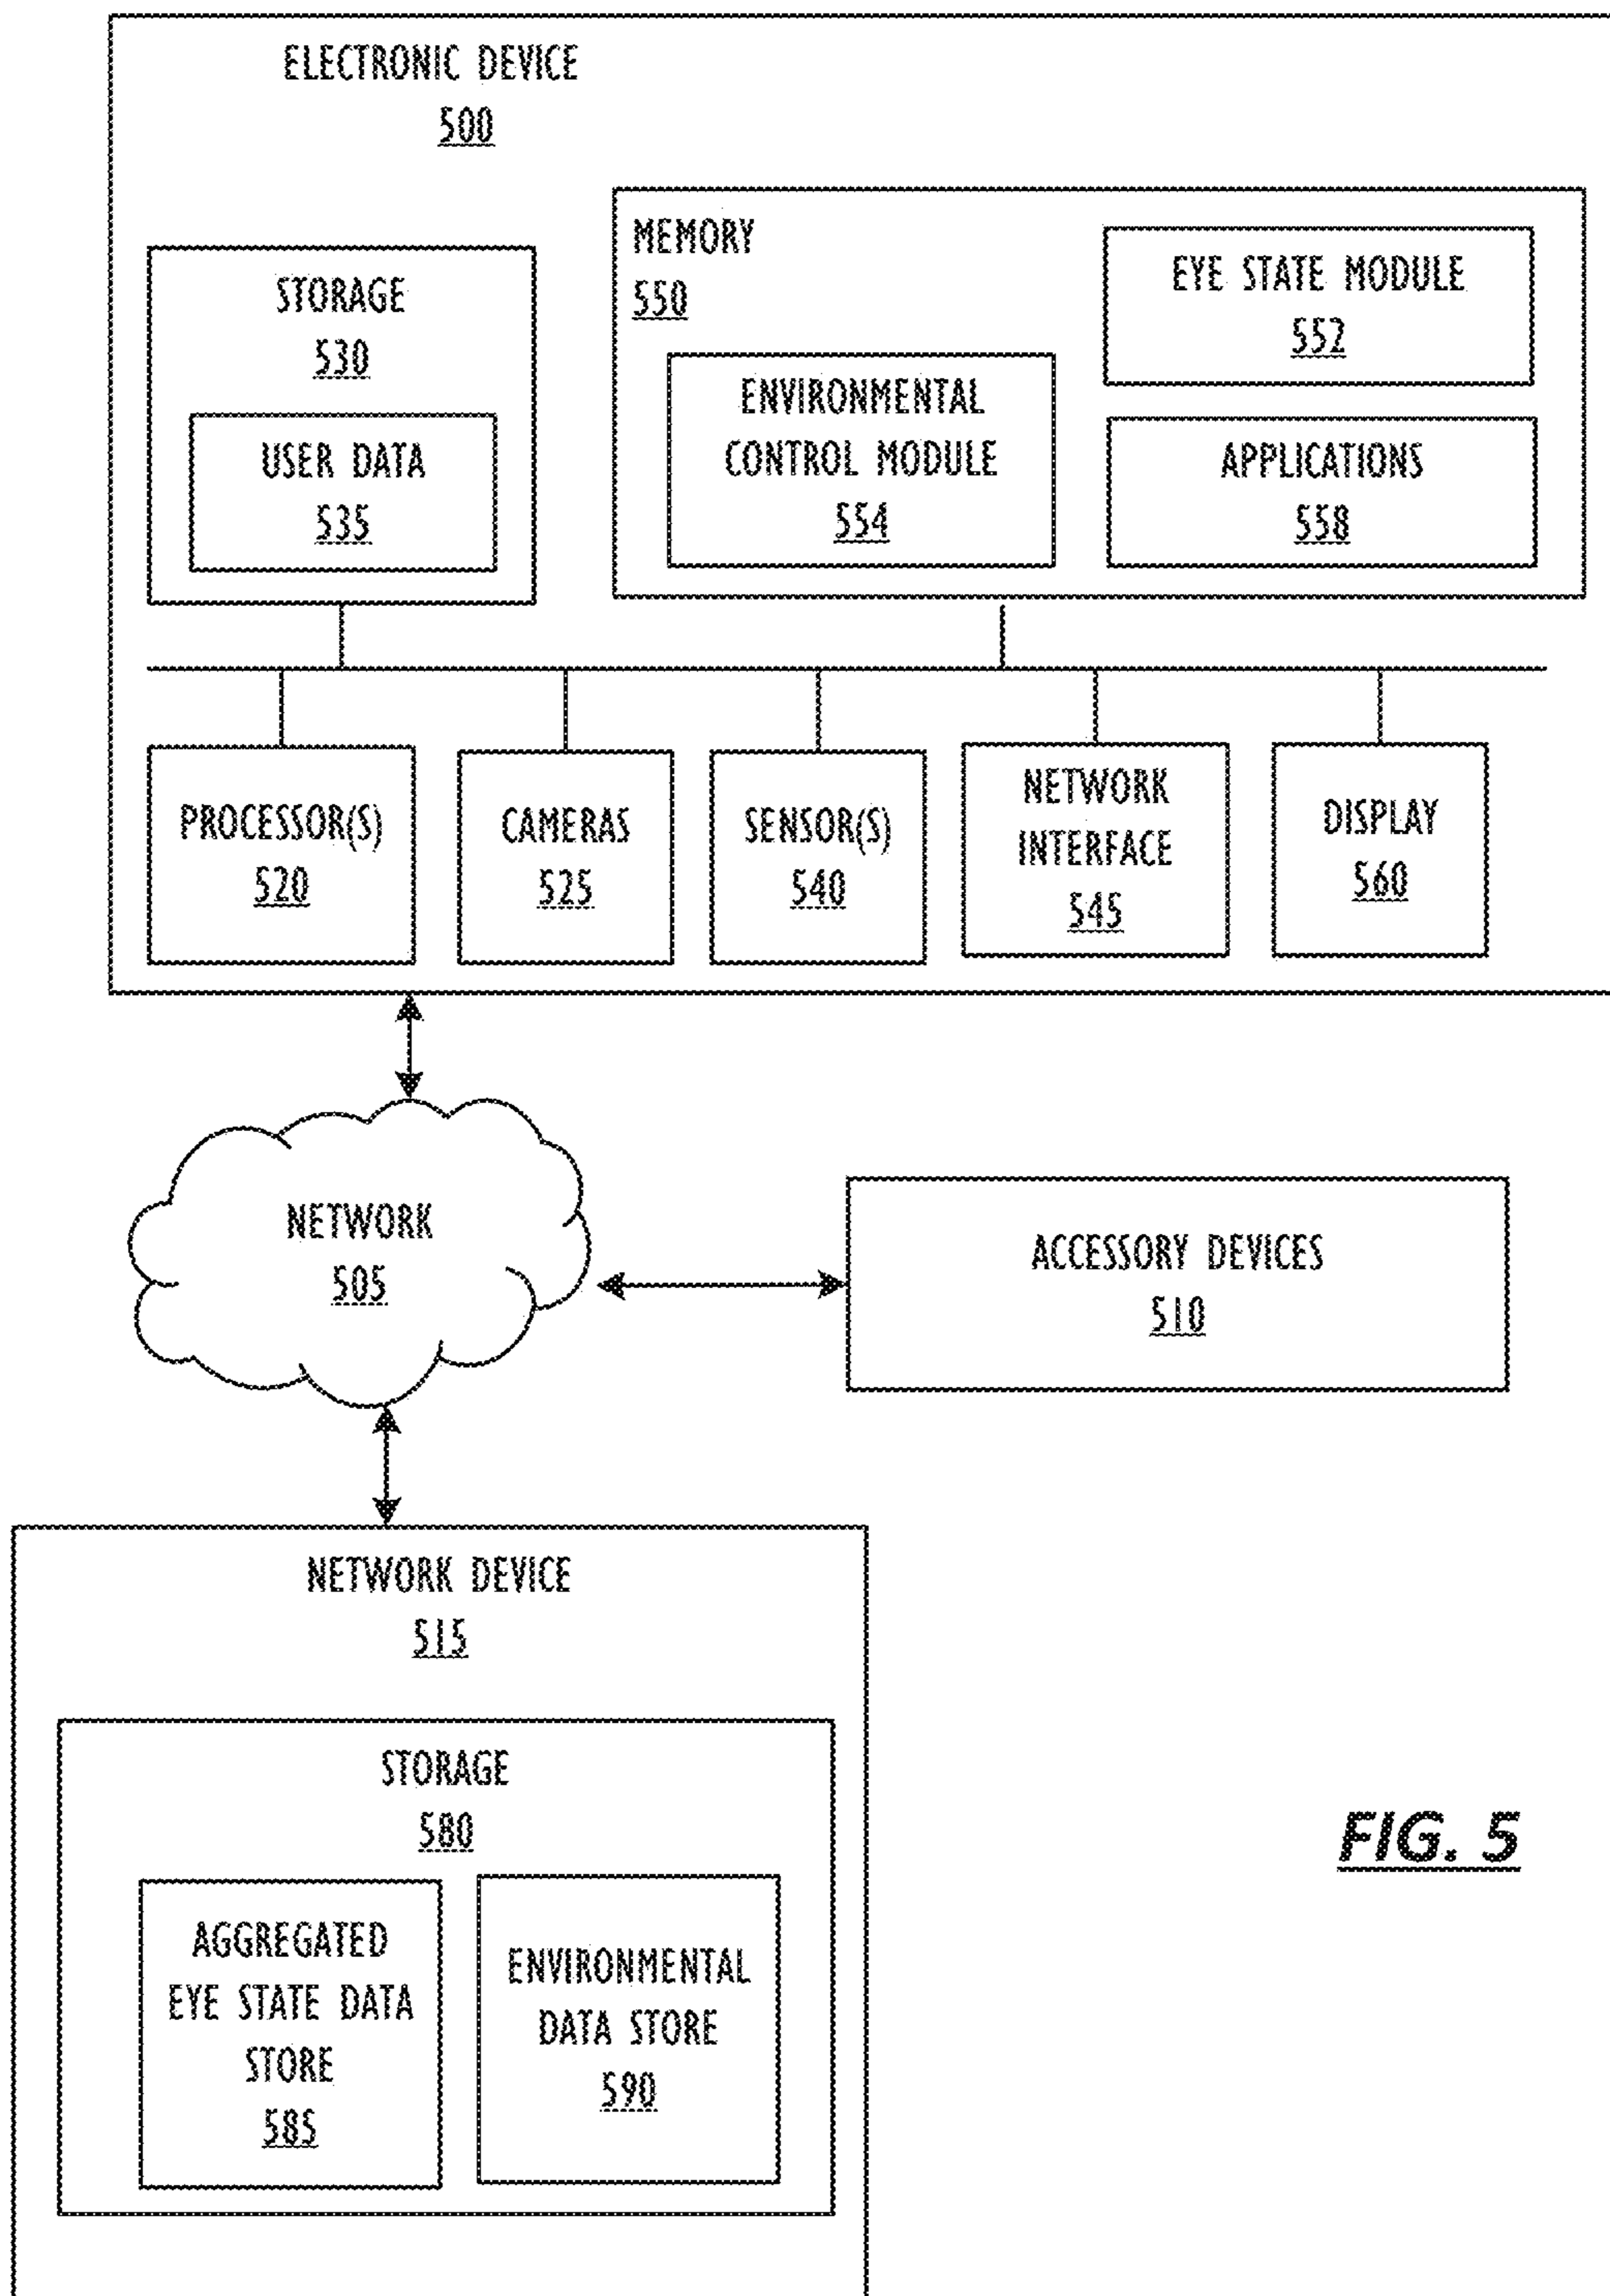 ELECTRONIC DEVICE
500
STORAGE
530
USER DATA
535
MEMORY
550
ENVIRONMENTAL
CONTROL MODULE
554
EYE STATE MODULE
552
APPLICATIONS
558
PROCESSOR(S)
520
CAMERAS
525
SENSOR(S)
540
NETWORK
INTERFACE
545
DISPLAY
560
NETWORK
505
ACCESSORY DEVICES
510
NETWORK DEVICE
515
STORAGE
580
AGGREGATED
EYE STATE DATA
STORE
585
ENVIRONMENTAL
DATA STORE
590
FIG. 5